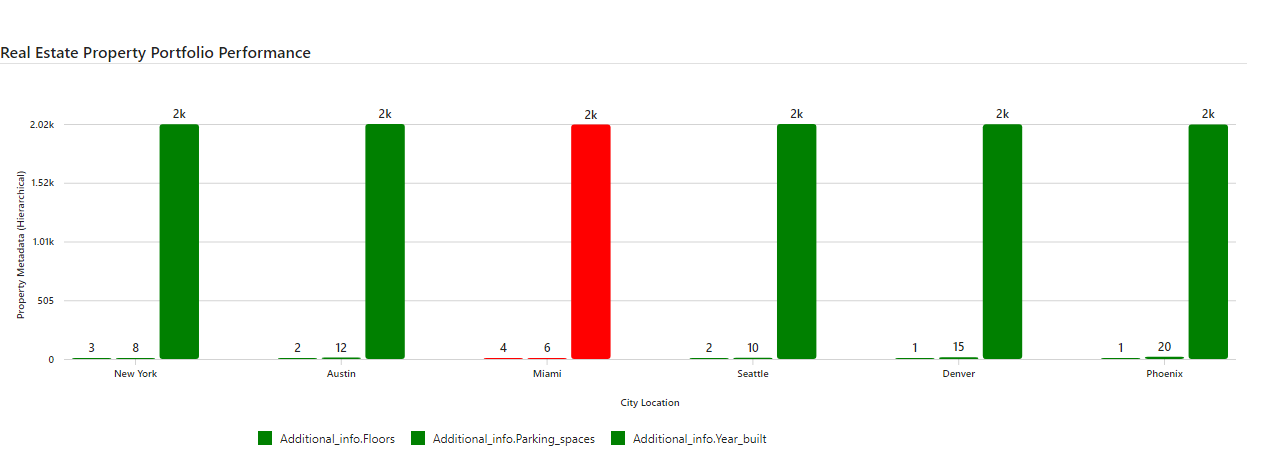 Real Estate Property Portfolio Performance
2k 2k 2k 2k 2k 2k
2.02k
1.52k
1.01k
505
0
Property Metadata (Hierarchical)
3 8 2 12 4 6 2 10 1 15 1 20
New York Austin Miami Seattle Denver Phoenix
City Location
Additional_info.Floors Additional_info.Parking_spaces Additional_info.Year_built